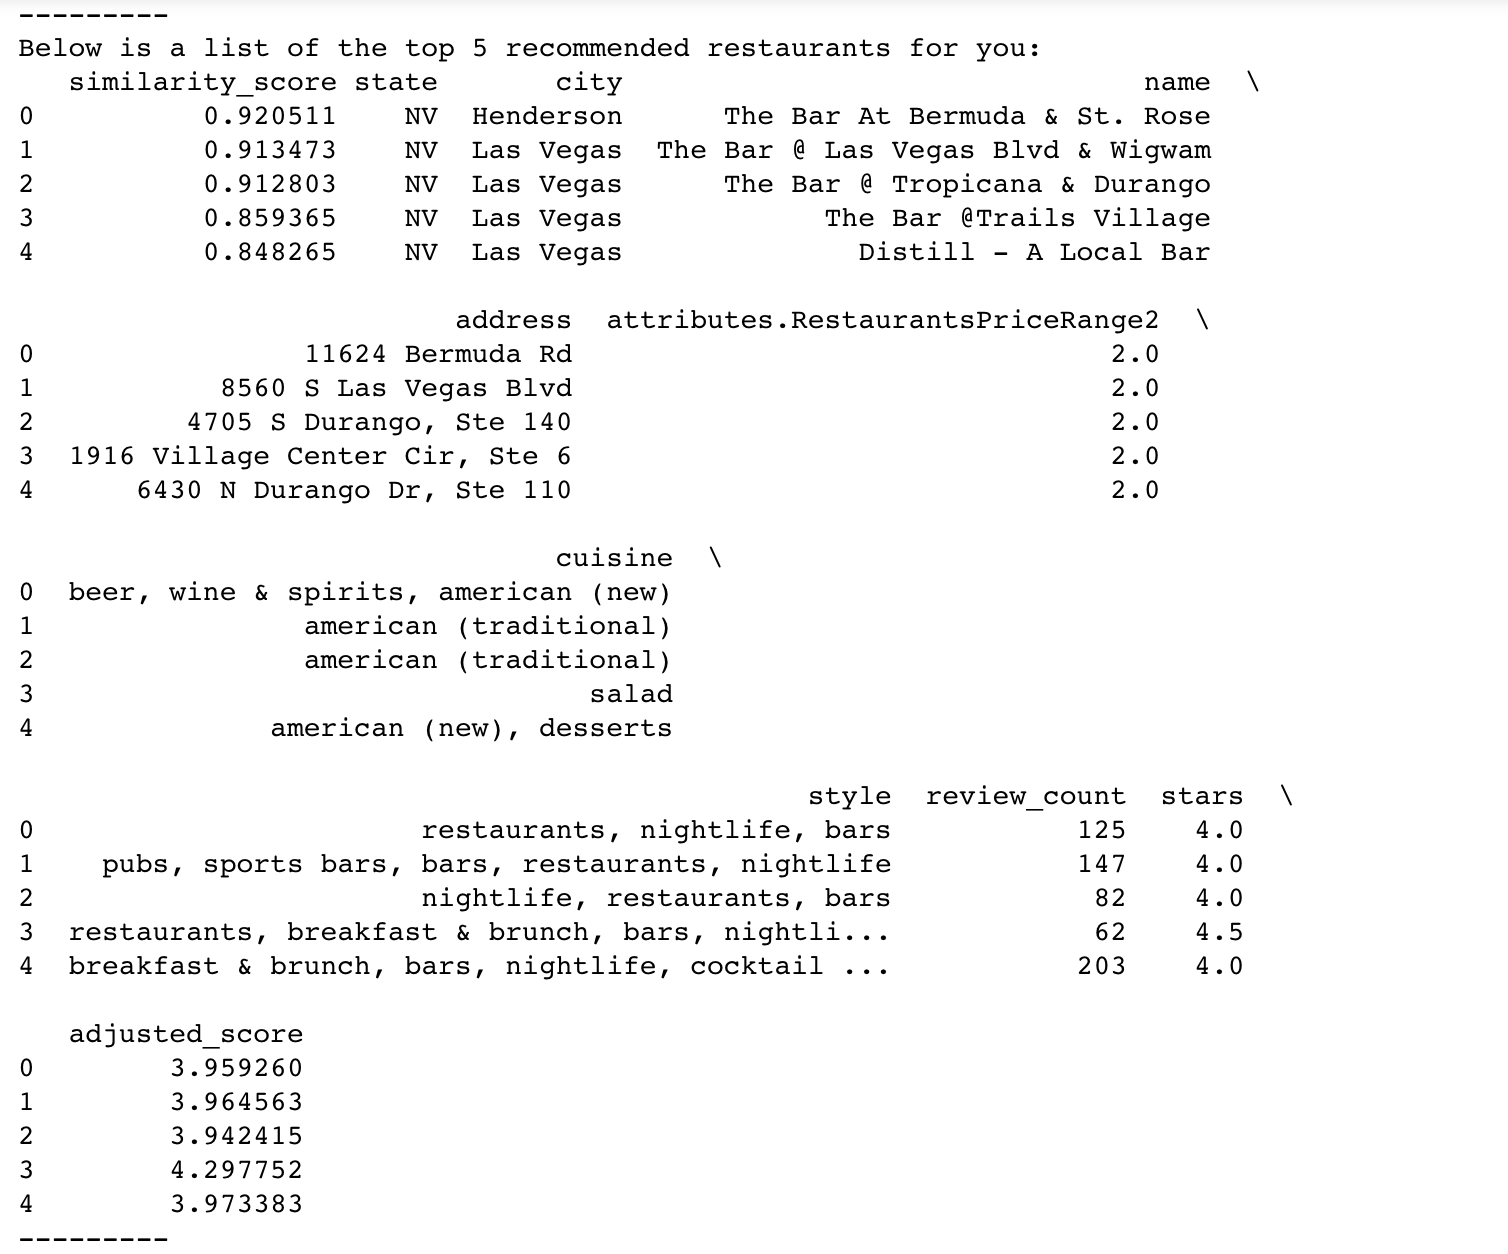 ---------
Below is a list of the top 5 recommended restaurants for you:
   similarity_score state       city                               name  \
0          0.920511    NV  Henderson      The Bar At Bermuda & St. Rose
1          0.913473    NV  Las Vegas  The Bar @ Las Vegas Blvd & Wigwam
2          0.912803    NV  Las Vegas      The Bar @ Tropicana & Durango
3          0.859365    NV  Las Vegas            The Bar @Trails Village
4          0.848265    NV  Las Vegas              Distill - A Local Bar
                          address  attributes.RestaurantsPriceRange2  \
0                11624 Bermuda Rd                                2.0
1           8560 S Las Vegas Blvd                                2.0
2         4705 S Durango, Ste 140                                2.0
3  1916 Village Center Cir, Ste 6                                2.0
4      6430 N Durango Dr, Ste 110                                2.0
                                cuisine  \
0  beer, wine & spirits, american (new)
1                american (traditional)
2                american (traditional)
3                                 salad
4              american (new), desserts
                                               style  review_count  stars  \
0                       restaurants, nightlife, bars           125    4.0
1    pubs, sports bars, bars, restaurants, nightlife           147    4.0
2                       nightlife, restaurants, bars            82    4.0
3  restaurants, breakfast & brunch, bars, nightli...            62    4.5
4  breakfast & brunch, bars, nightlife, cocktail ...           203    4.0
   adjusted_score
0        3.959260
1        3.964563
2        3.942415
3        4.297752
4        3.973383
---------